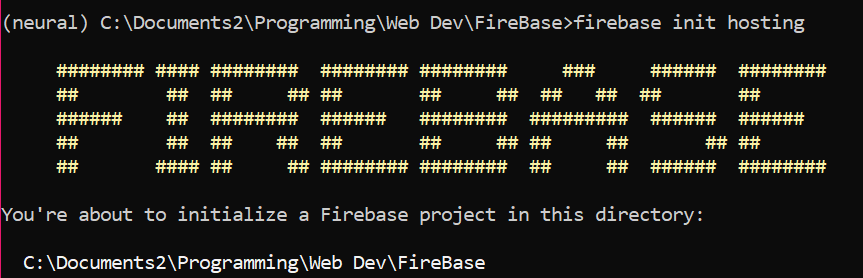 (neural) C:\Documents2\Programming\Web Dev\FireBase>firebase init hosting
FIREBASE
You're about to initialize a Firebase project in this directory:
C:\Documents2\Programming\Web Dev\FireBase